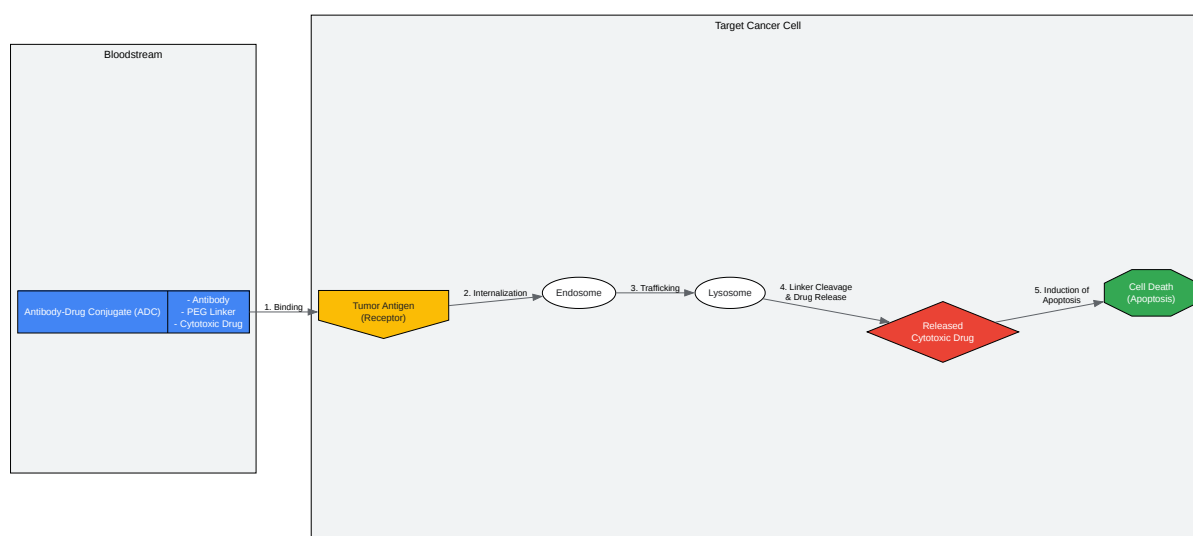 Target Cancer Cell
Bloodstream
Antibody-Drug Conjugate (ADC)
- Antibody
- PEG Linker
- Cytotoxic Drug
1. Binding
Tumor Antigen
(Receptor)
2. Internalization
Endosome
3. Trafficking
Lysosome
4. Linker Cleavage
& Drug Release
Released
Cytotoxic Drug
5. Induction of
Apoptosis
Cell Death
(Apoptosis)